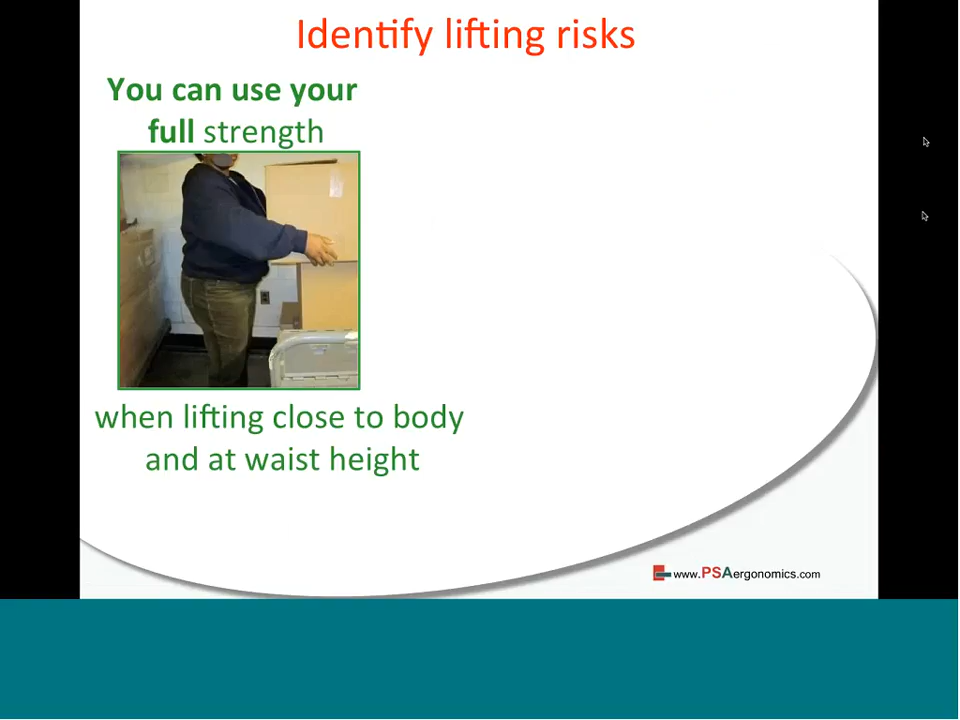 Identify lifting risks
You can use your
full strength
when lifting close to body
and at waist height
www.PSAergonomics.com